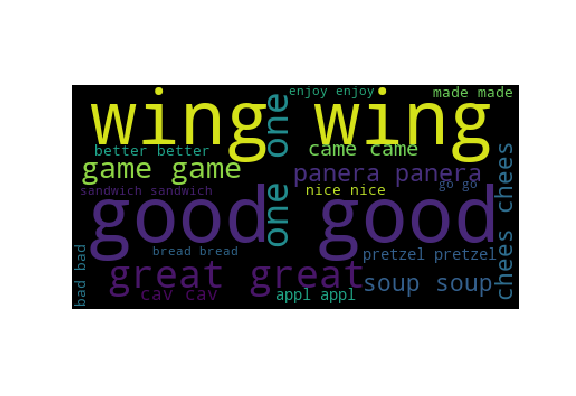 enjoy enjoy
made made
wing wing
one one
better better
came came
game game
panera panera
chees chees
sandwich sandwich
nice nice
go go
good good
bread bread
pretzel pretzel
bad bad
great great
soup soup
cav cav
appl appl